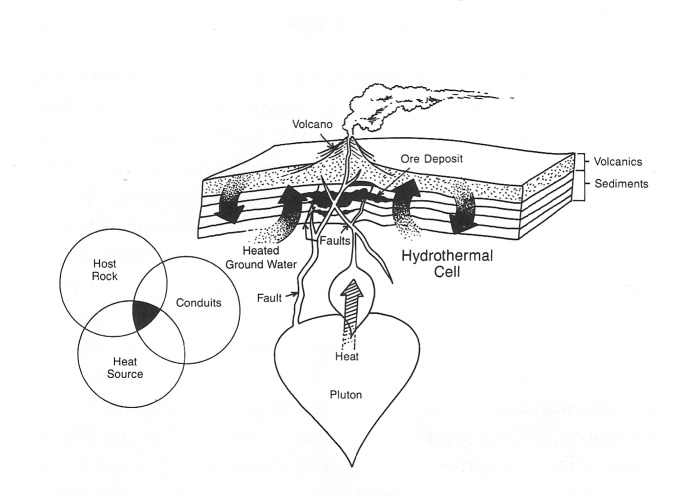 Volcano
Ore Deposit
Volcanics
Sediments
Heated
Ground Water
Faults
Hydrothermal
Cell
Host
Rock
Conduits
Fault
Heat
Source
Heat
Pluton